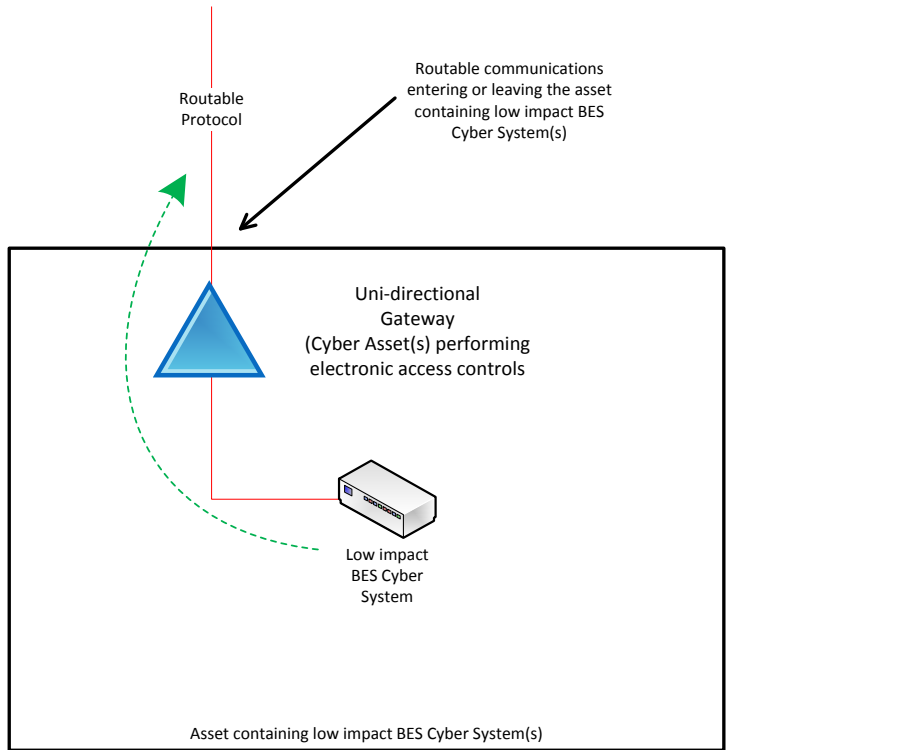 Routable communications
entering or leaving the asset
containing low impact BES
Cyber System(s)
Routable
Protocol
Uni-directional
Gateway
(Cyber Asset(s) performing
electronic access controls
Low impact
BES Cyber
System
Asset containing low impact BES Cyber System(s)